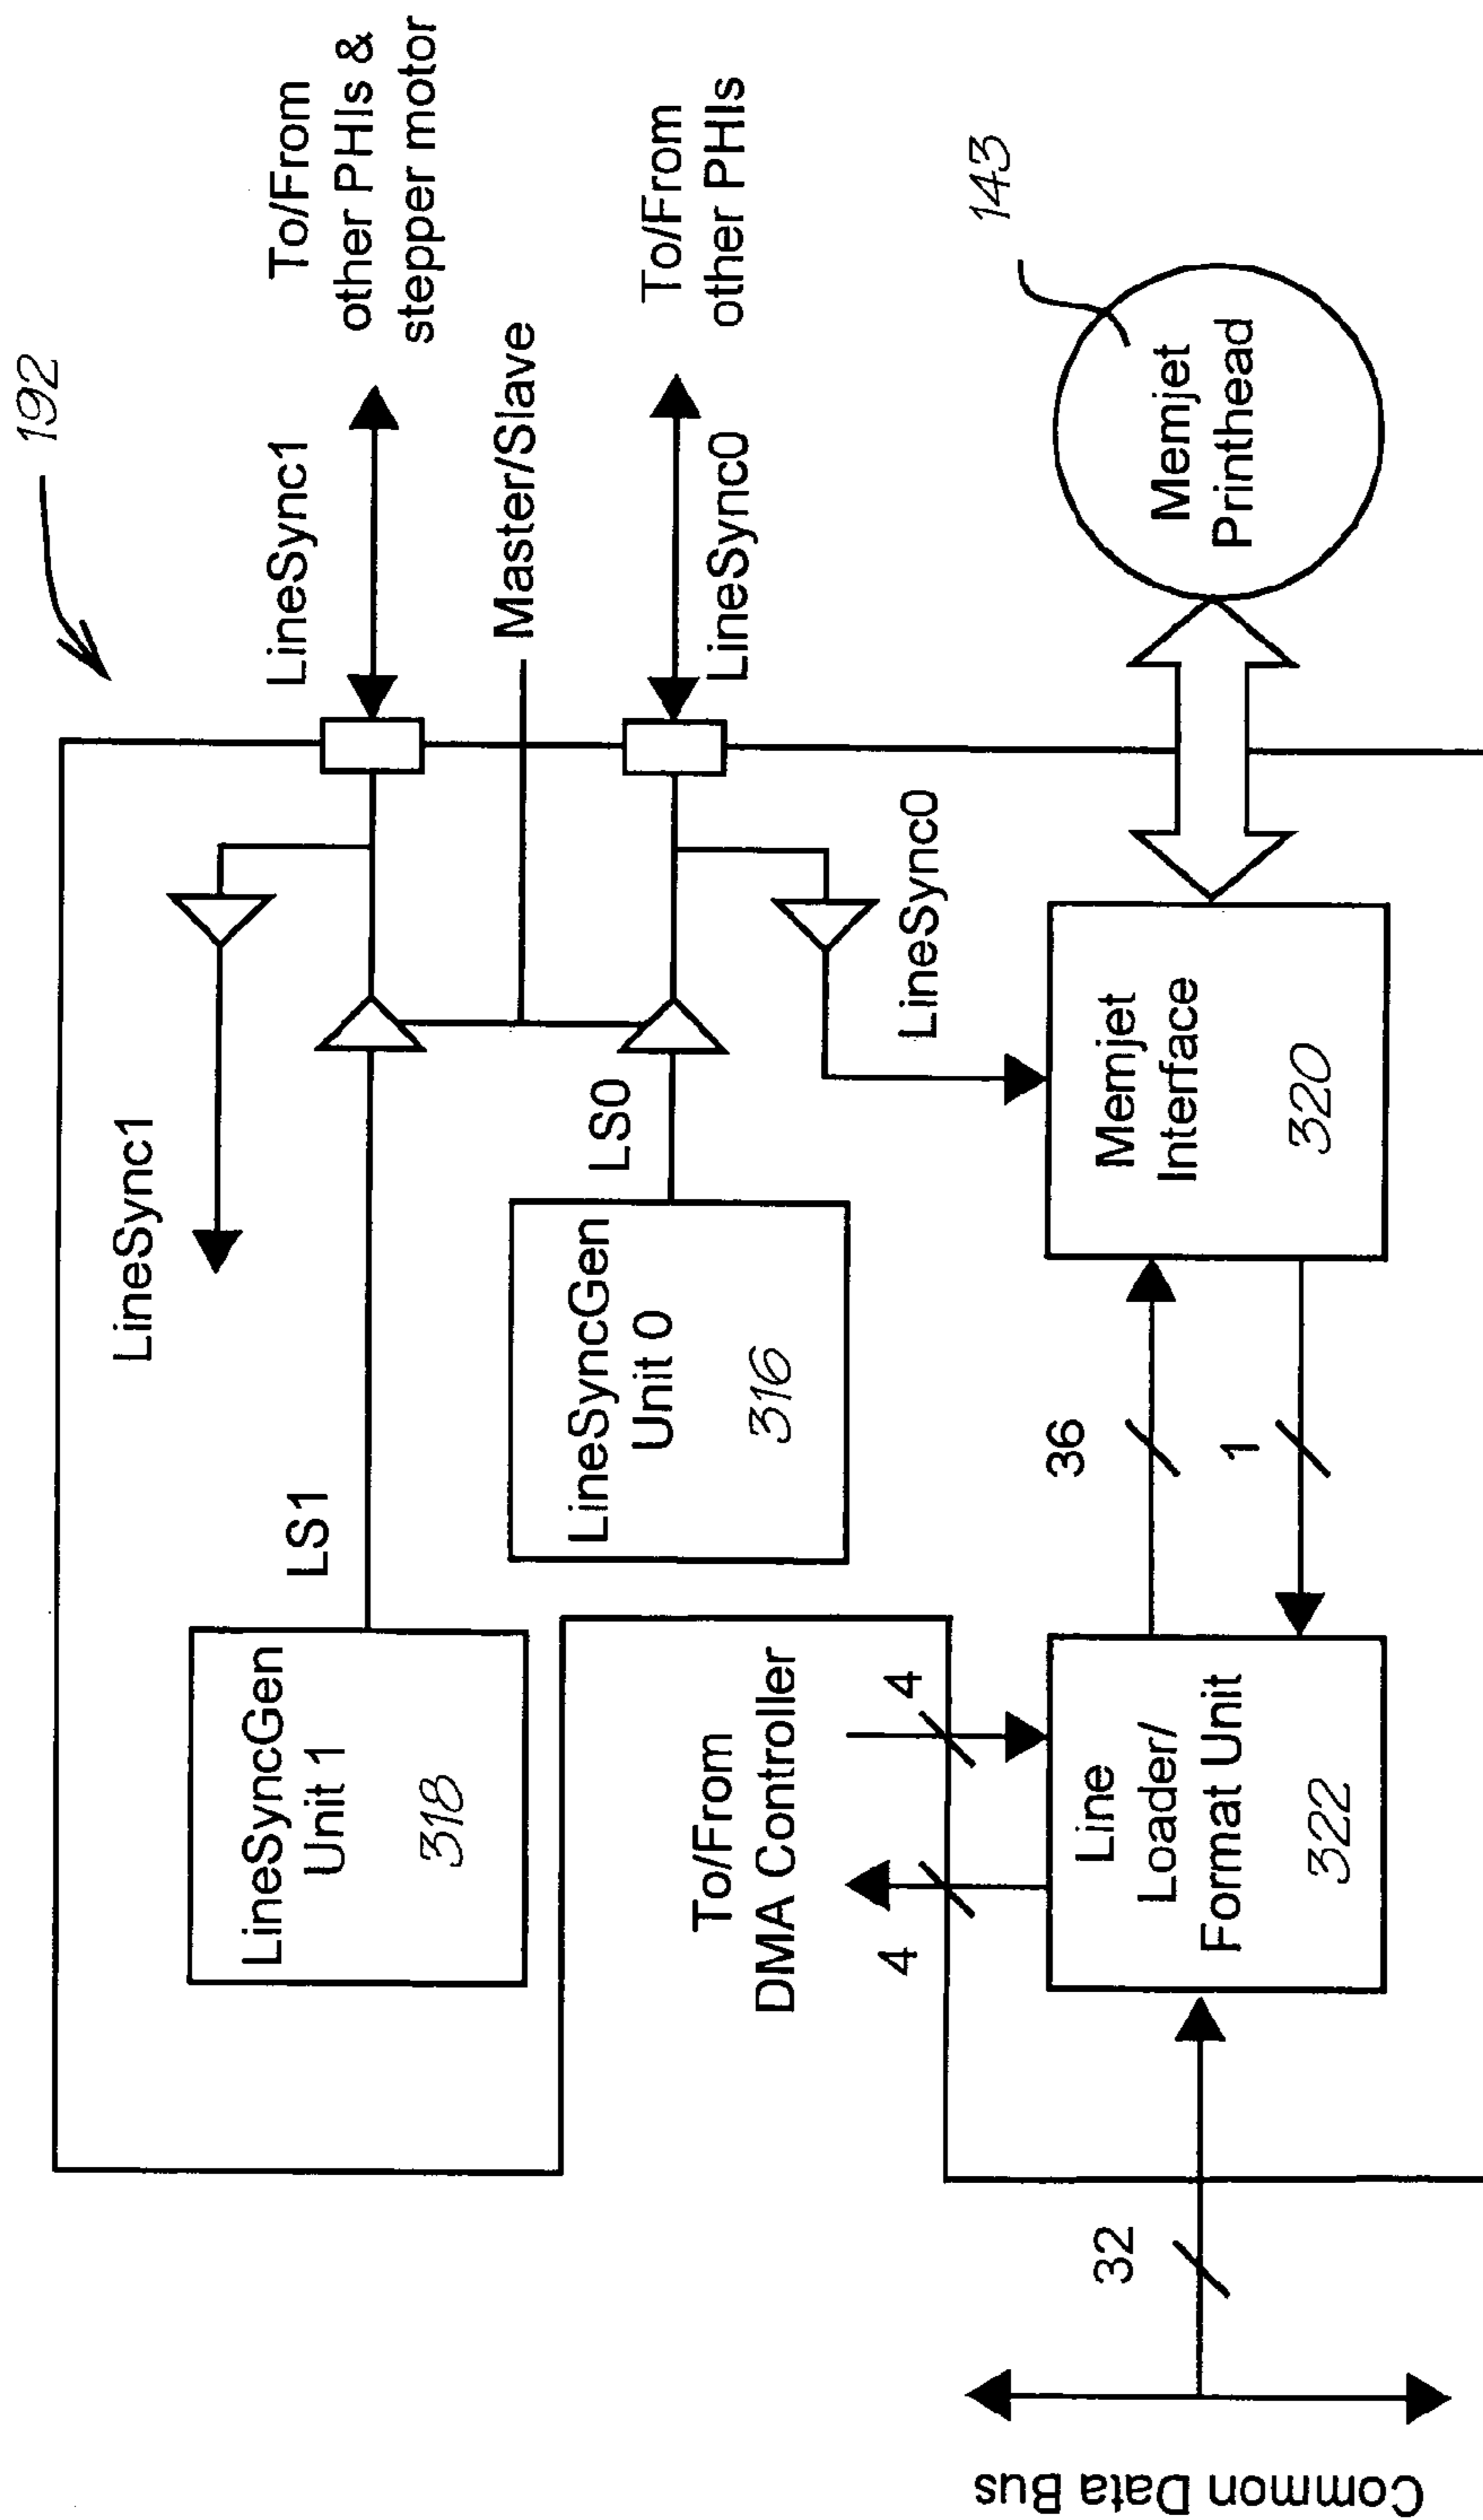 192
LineSync1
To/From
other PHIs &
stepper motor
LineSync1
LS1
LineSyncGen
Unit 1
318
Master/Slave
LineSyncGen
Unit 0
316
LS0
LineSync0
To/From
other PHIs
LineSync0
To/From
DMA Controller
4
4
Common Data Bus
32
Line
Loader/
Format Unit
322
36
1
Memjet
Interface
320
Memjet
Printhead
143